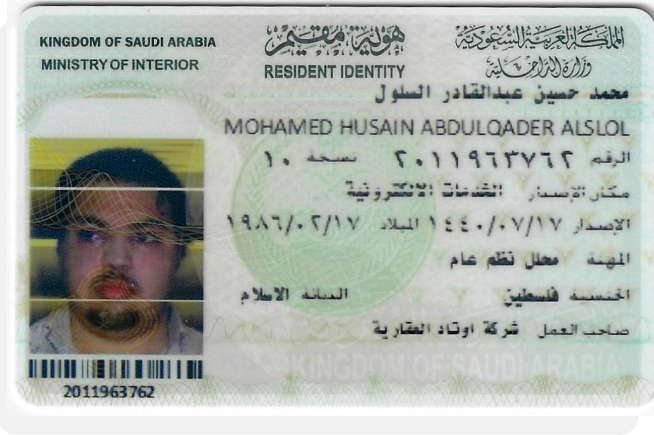 KINGDOM OF SAUDI ARABIA
MINISTRY OF INTERIOR
هوية مقيم
RESIDENT IDENTITY
المملكة العربية السعودية
وزارة الداخلية
محمد حسين عبدالقادر السلول
MOHAMED HUSAIN ABDULQADER ALSLOL
الرقم ٢٠١١٩٦٣٧٦٢ نسخة ١٠
مكان الإصدار الخدمات الالكترونية
الإصدار ١٤٤٠/٠٧/١٧ الميلاد ١٩٨٦/٠٢/١٧
المهنة محلل نظم عام
الجنسية فلسطين الديانة الاسلام
صاحب العمل شركة اوتاد العقارية
KINGDOM OF SAUDI ARABIA
2011963762